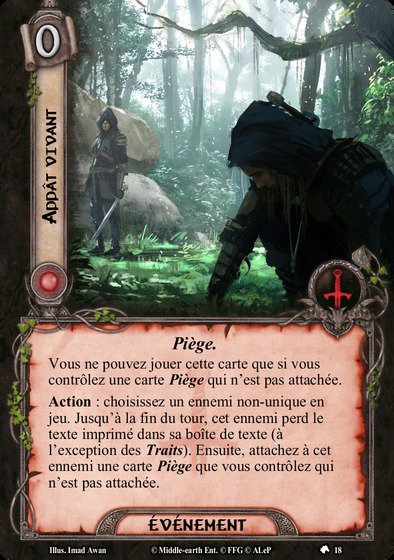 0
APPÂT VIVANT
Piège.
Vous ne pouvez jouer cette carte que si vous
contrôlez une carte Piège qui n'est pas attachée.
Action : choisissez un ennemi non-unique en
jeu. Jusqu'à la fin du tour, cet ennemi perd le
texte imprimé dans sa boîte de texte (à
l'exception des Traits). Ensuite, attachez à cet
ennemi une carte Piège que vous contrôlez qui
n'est pas attachée.
ÉVÉNEMENT
Illus. Imad Awan © Middle-earth Ent. © FFG © ALeP 18